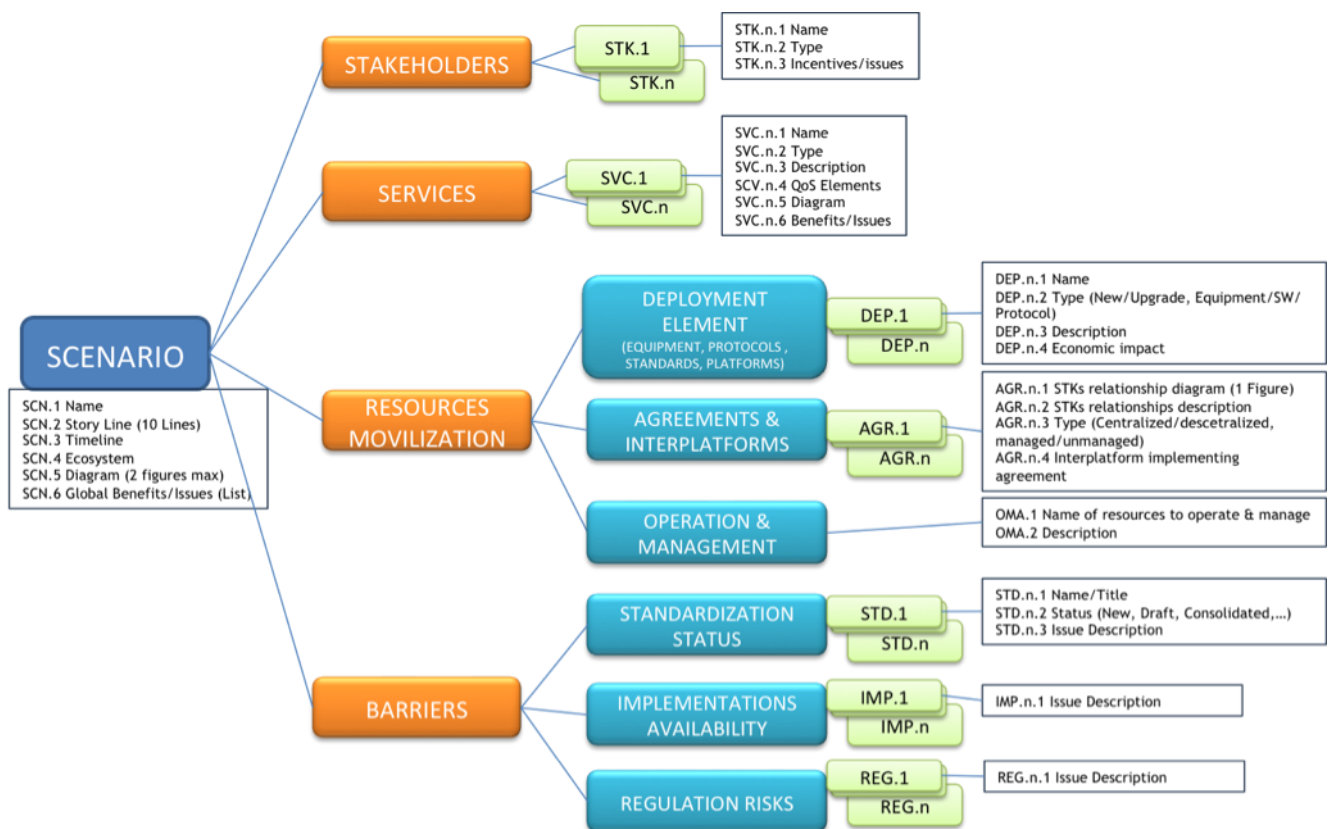 STAKEHOLDERS
STK.1
STK.n
STK.n.1 Name
STK.n.2 Type
STK.n.3 Incentives/issues
SERVICES
SVC.1
SVC.n
SVC.n.1 Name
SVC.n.2 Type
SVC.n.3 Description
SCV.n.4 QoS Elements
SVC.n.5 Diagram
SVC.n.6 Benefits/Issues
SCENARIO
SCN.1 Name
SCN.2 Story Line (10 Lines)
SCN.3 Timeline
SCN.4 Ecosystem
SCN.5 Diagram (2 figures max)
SCN.6 Global Benefits/Issues (List)
RESOURCES
MOVILIZATION
DEPLOYMENT
ELEMENT
(EQUIPMENT, PROTOCOLS ,
STANDARDS, PLATFORMS)
DEP.1
DEP.n
DEP.n.1 Name
DEP.n.2 Type (New/Upgrade, Equipment/SW/
Protocol)
DEP.n.3 Description
DEP.n.4 Economic impact
AGREEMENTS &
INTERPLATFORMS
AGR.1
AGR.n
AGR.n.1 STKs relationship diagram (1 Figure)
AGR.n.2 STKs relationships description
AGR.n.3 Type (Centralized/descetralized,
managed/unmanaged)
AGR.n.4 Interplatform implementing
agreement
OPERATION &
MANAGEMENT
OMA.1 Name of resources to operate & manage
OMA.2 Description
BARRIERS
STANDARDIZATION
STATUS
STD.1
STD.n
STD.n.1 Name/Title
STD.n.2 Status (New, Draft, Consolidated,...)
STD.n.3 Issue Description
IMPLEMENTATIONS
AVAILABILITY
IMP.1
IMP.n
IMP.n.1 Issue Description
REGULATION RISKS
REG.1
REG.n
REG.n.1 Issue Description